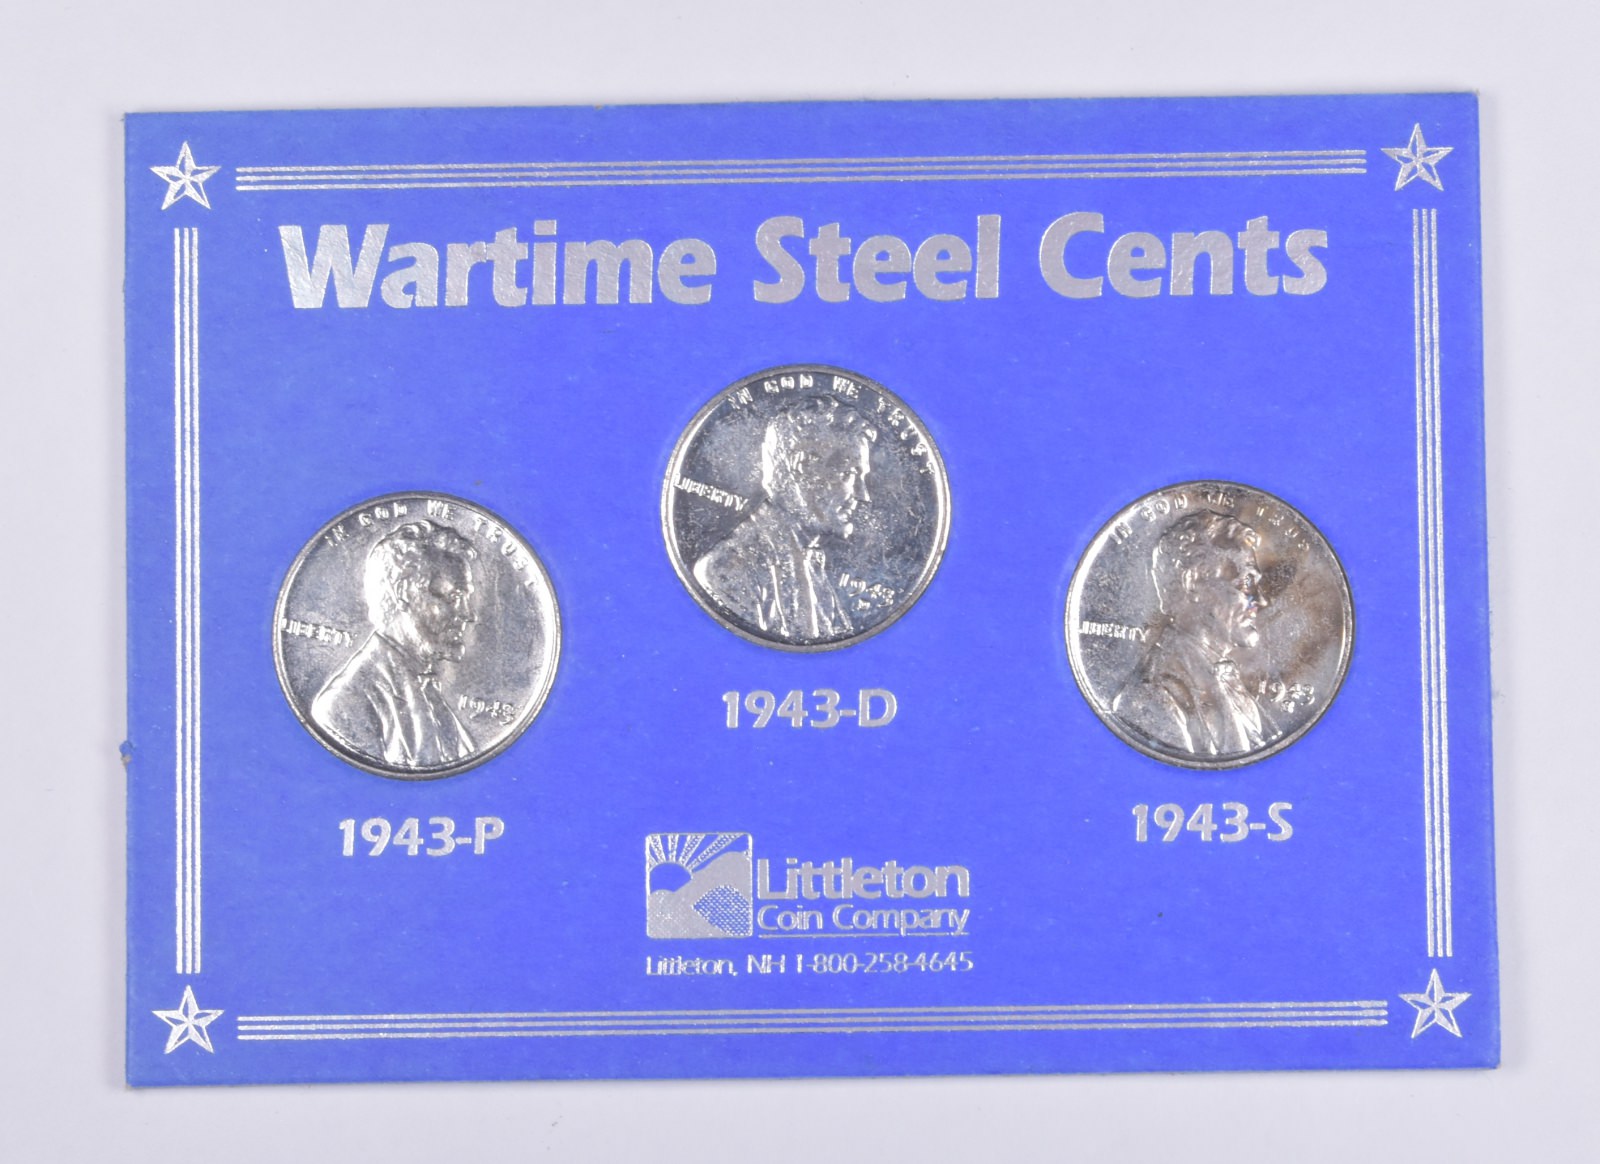 Wartime Steel Cents
IN GOD WE TRUST
LIBERTY
1943
D
1943-D
IN GOD WE TRUST
LIBERTY
1943
1943-P
IN GOD WE TRUST
LIBERTY
1943
S
1943-S
Littleton
Coin Company
Littleton, NH 1-800-258-4645